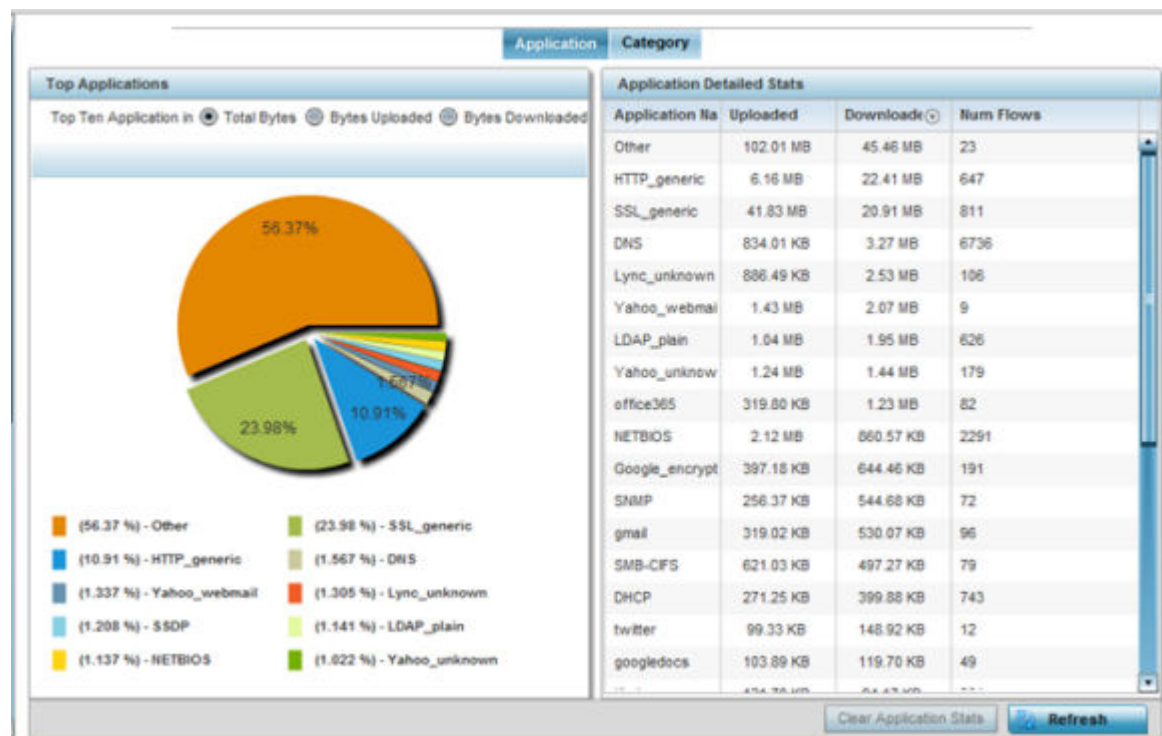 Application Category
Top Applications
Top Ten Application in Total Bytes Bytes Uploaded Bytes Downloaded
56.37%
23.98%
10.91%
1.567%
(56.37 %) - Other (23.98 %) - SSL_generic
(10.91 %) - HTTP_generic (1.567 %) - DNS
(1.337 %) - Yahoo_webmail (1.305 %) - Lync_unknown
(1.208 %) - SSDP (1.141 %) - LDAP_plain
(1.137 %) - NETBIOS (1.022 %) - Yahoo_unknown
Application Detailed Stats
Application Na Uploaded Downloade Num Flows
Other 102.01 MB 45.46 MB 23
HTTP_generic 6.16 MB 22.41 MB 647
SSL_generic 41.83 MB 20.91 MB 811
DNS 834.01 KB 3.27 MB 6736
Lync_unknown 886.49 KB 2.53 MB 106
Yahoo_webmai 1.43 MB 2.07 MB 9
LDAP_plain 1.04 MB 1.95 MB 626
Yahoo_unknow 1.24 MB 1.44 MB 179
office365 319.80 KB 1.23 MB 82
NETBIOS 2.12 MB 860.57 KB 2291
Google_encrypt 397.18 KB 644.46 KB 191
SNMP 256.37 KB 544.68 KB 72
gmail 319.02 KB 530.07 KB 96
SMB-CIFS 621.03 KB 497.27 KB 79
DHCP 271.25 KB 399.88 KB 743
twitter 99.33 KB 148.92 KB 12
googledocs 103.89 KB 119.70 KB 49
Clear Application Stats Refresh